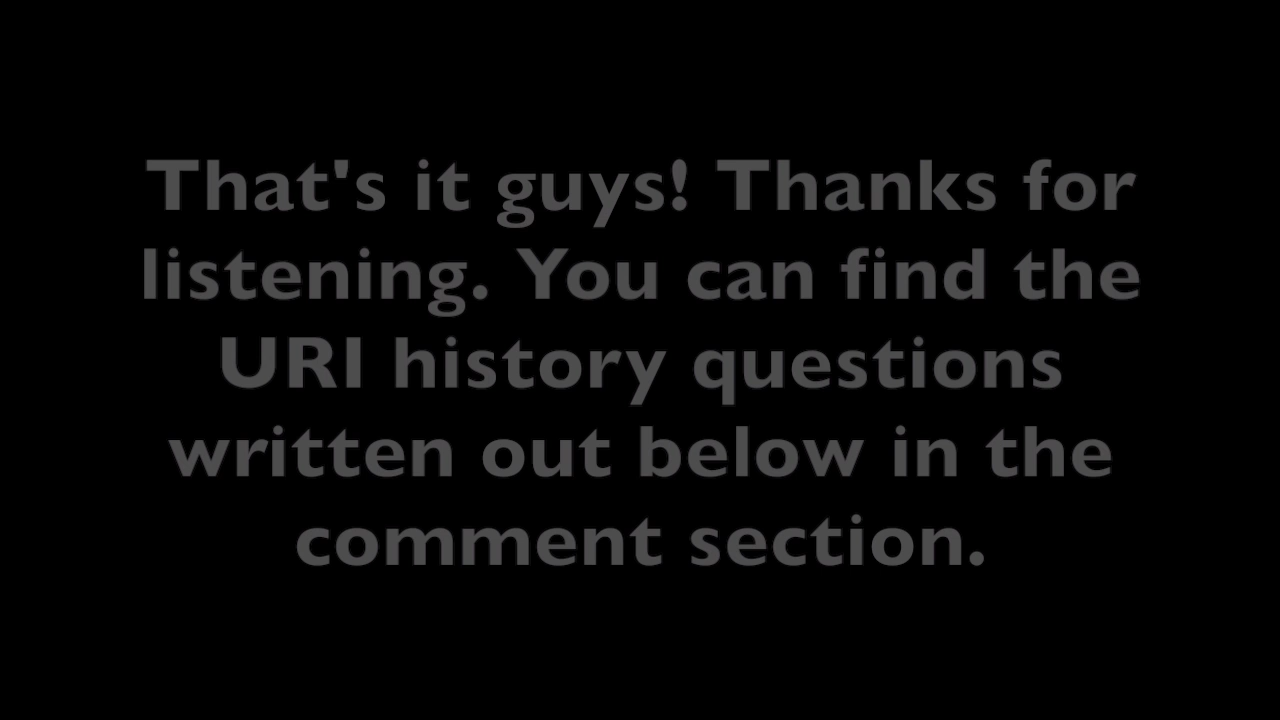 That's it guys! Thanks for
listening. You can find the
URI history questions
written out below in the
comment section.